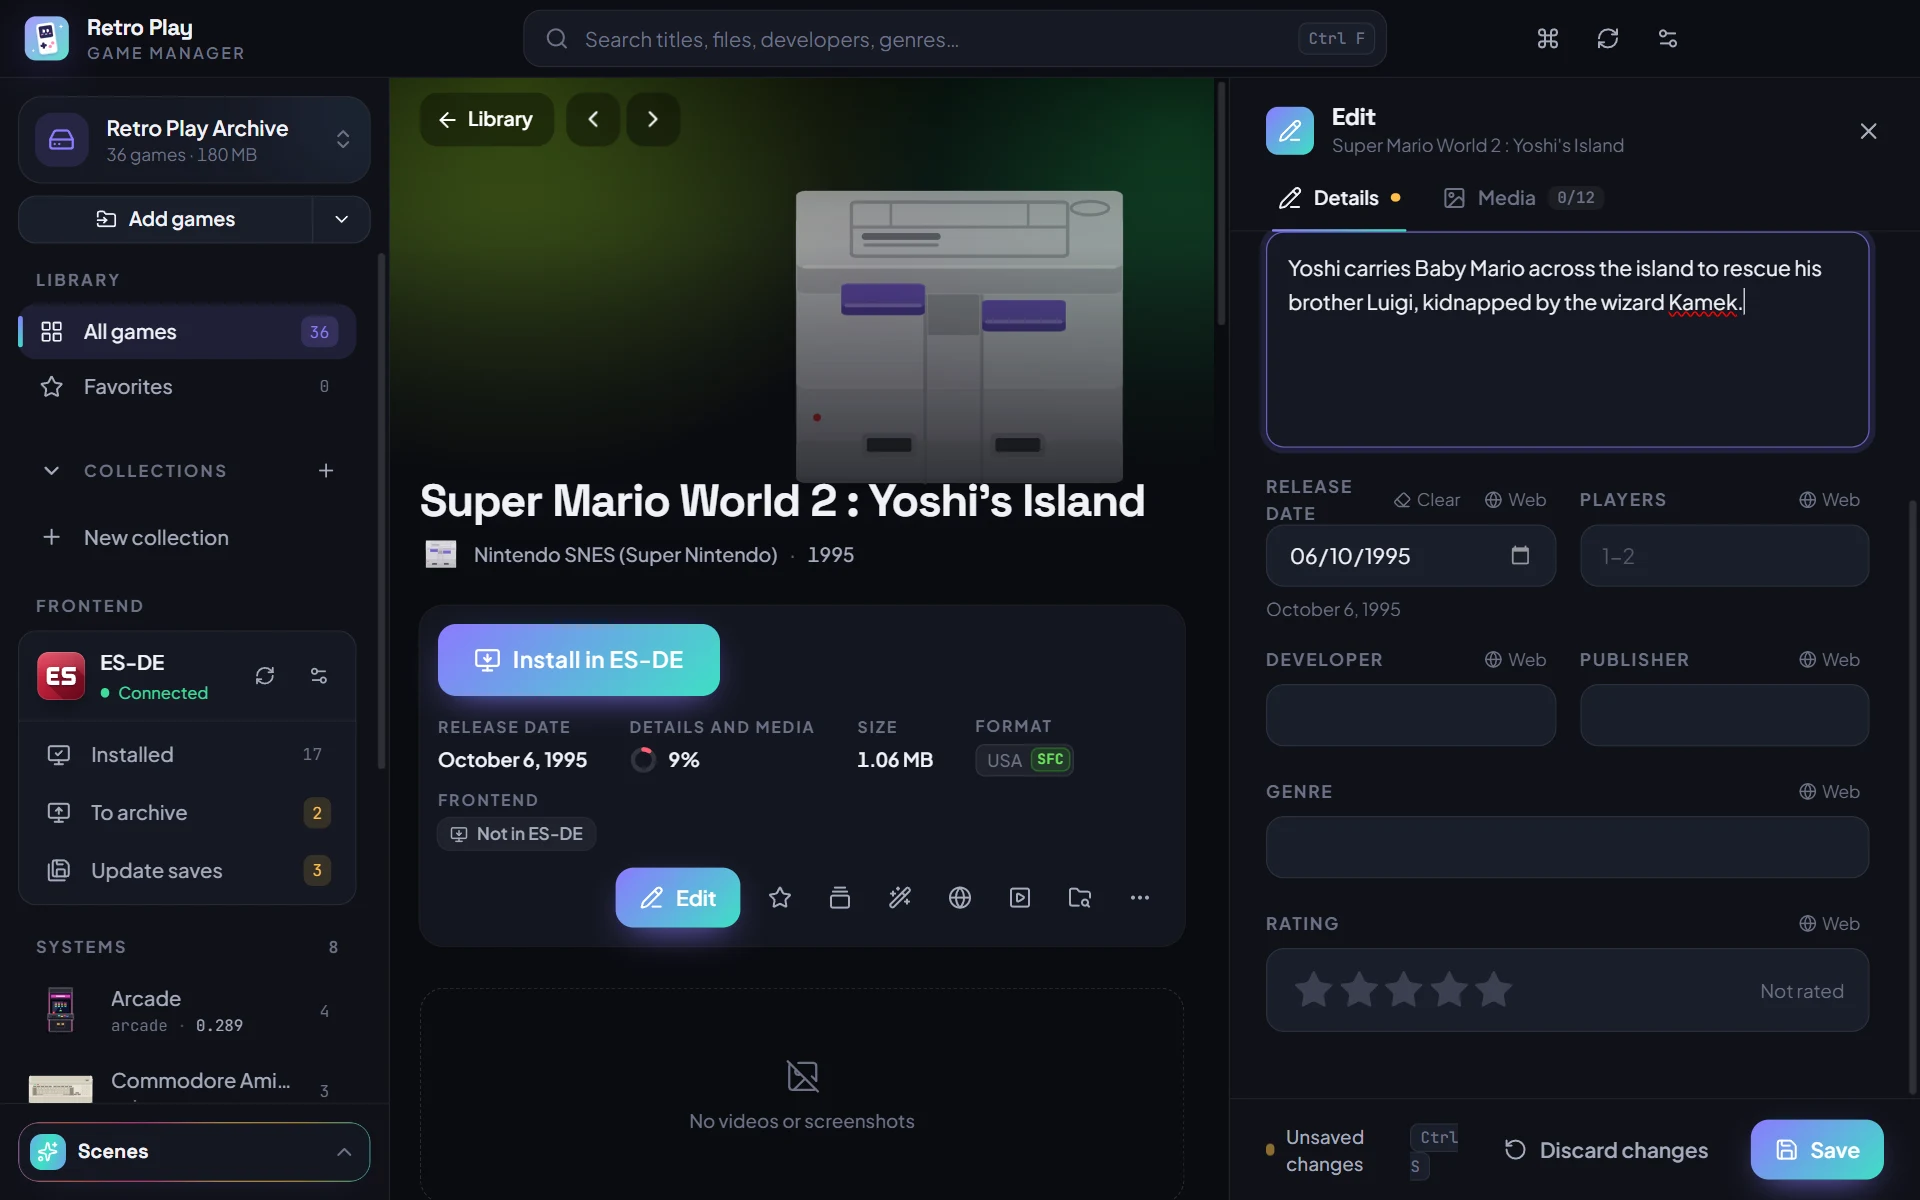 Retro Play
GAME MANAGER
Search titles, files, developers, genres...
Ctrl F
Retro Play Archive
36 games · 180 MB
Add games
LIBRARY
All games 36
Favorites 0
COLLECTIONS
New collection
FRONTEND
ES
ES-DE
Connected
Installed 17
To archive 2
Update saves 3
SYSTEMS 8
Arcade 4
arcade · 0.289
Commodore Ami... 3
Scenes
Library
Super Mario World 2 : Yoshi's Island
Nintendo SNES (Super Nintendo) · 1995
Install in ES-DE
RELEASE DATE
October 6, 1995
DETAILS AND MEDIA
9%
SIZE
1.06 MB
FORMAT
USA SFC
FRONTEND
Not in ES-DE
Edit
No videos or screenshots
Edit
Super Mario World 2 : Yoshi's Island
Details
Media 0/12
Yoshi carries Baby Mario across the island to rescue his
brother Luigi, kidnapped by the wizard Kamek.
RELEASE
DATE
Clear
Web
06/10/1995
October 6, 1995
PLAYERS
Web
1-2
DEVELOPER
Web
PUBLISHER
Web
GENRE
Web
RATING
Web
Not rated
Unsaved
changes
Ctrl
S
Discard changes
Save